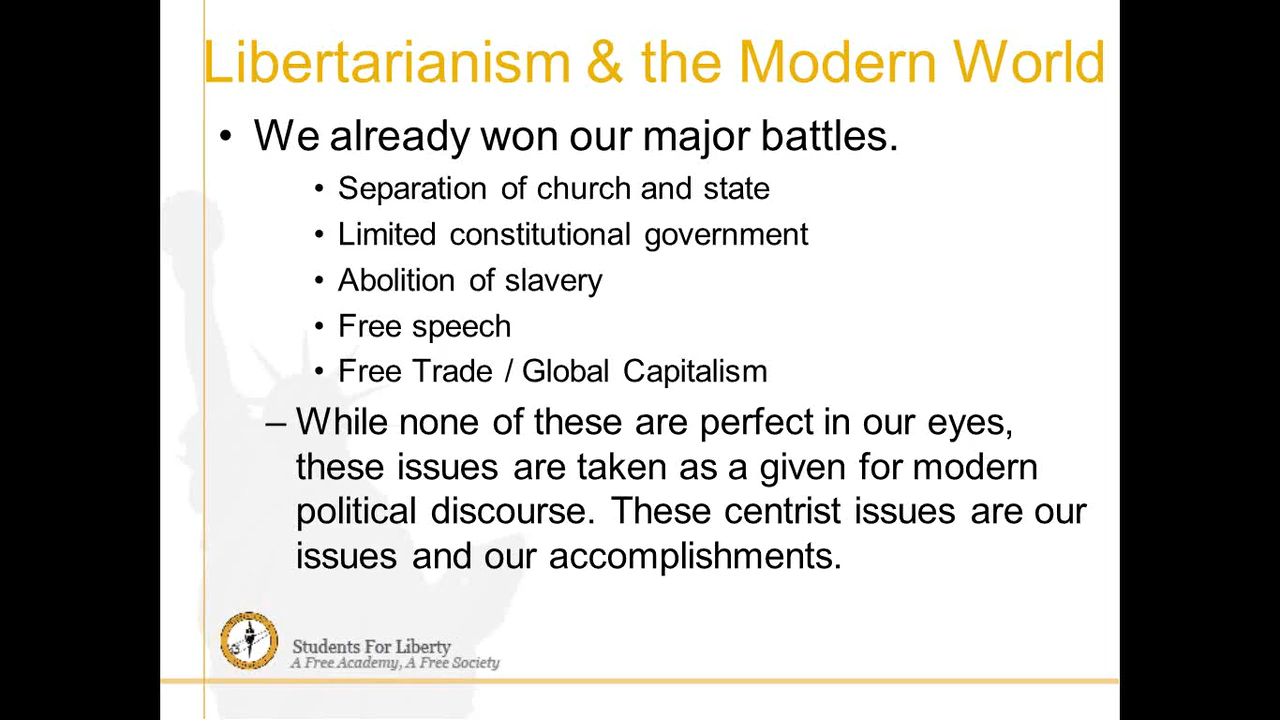 Libertarianism & the Modern World
• We already won our major battles.
• Separation of church and state
• Limited constitutional government
• Abolition of slavery
• Free speech
• Free Trade / Global Capitalism
– While none of these are perfect in our eyes,
these issues are taken as a given for modern
political discourse. These centrist issues are our
issues and our accomplishments.
Students For Liberty
A Free Academy, A Free Society